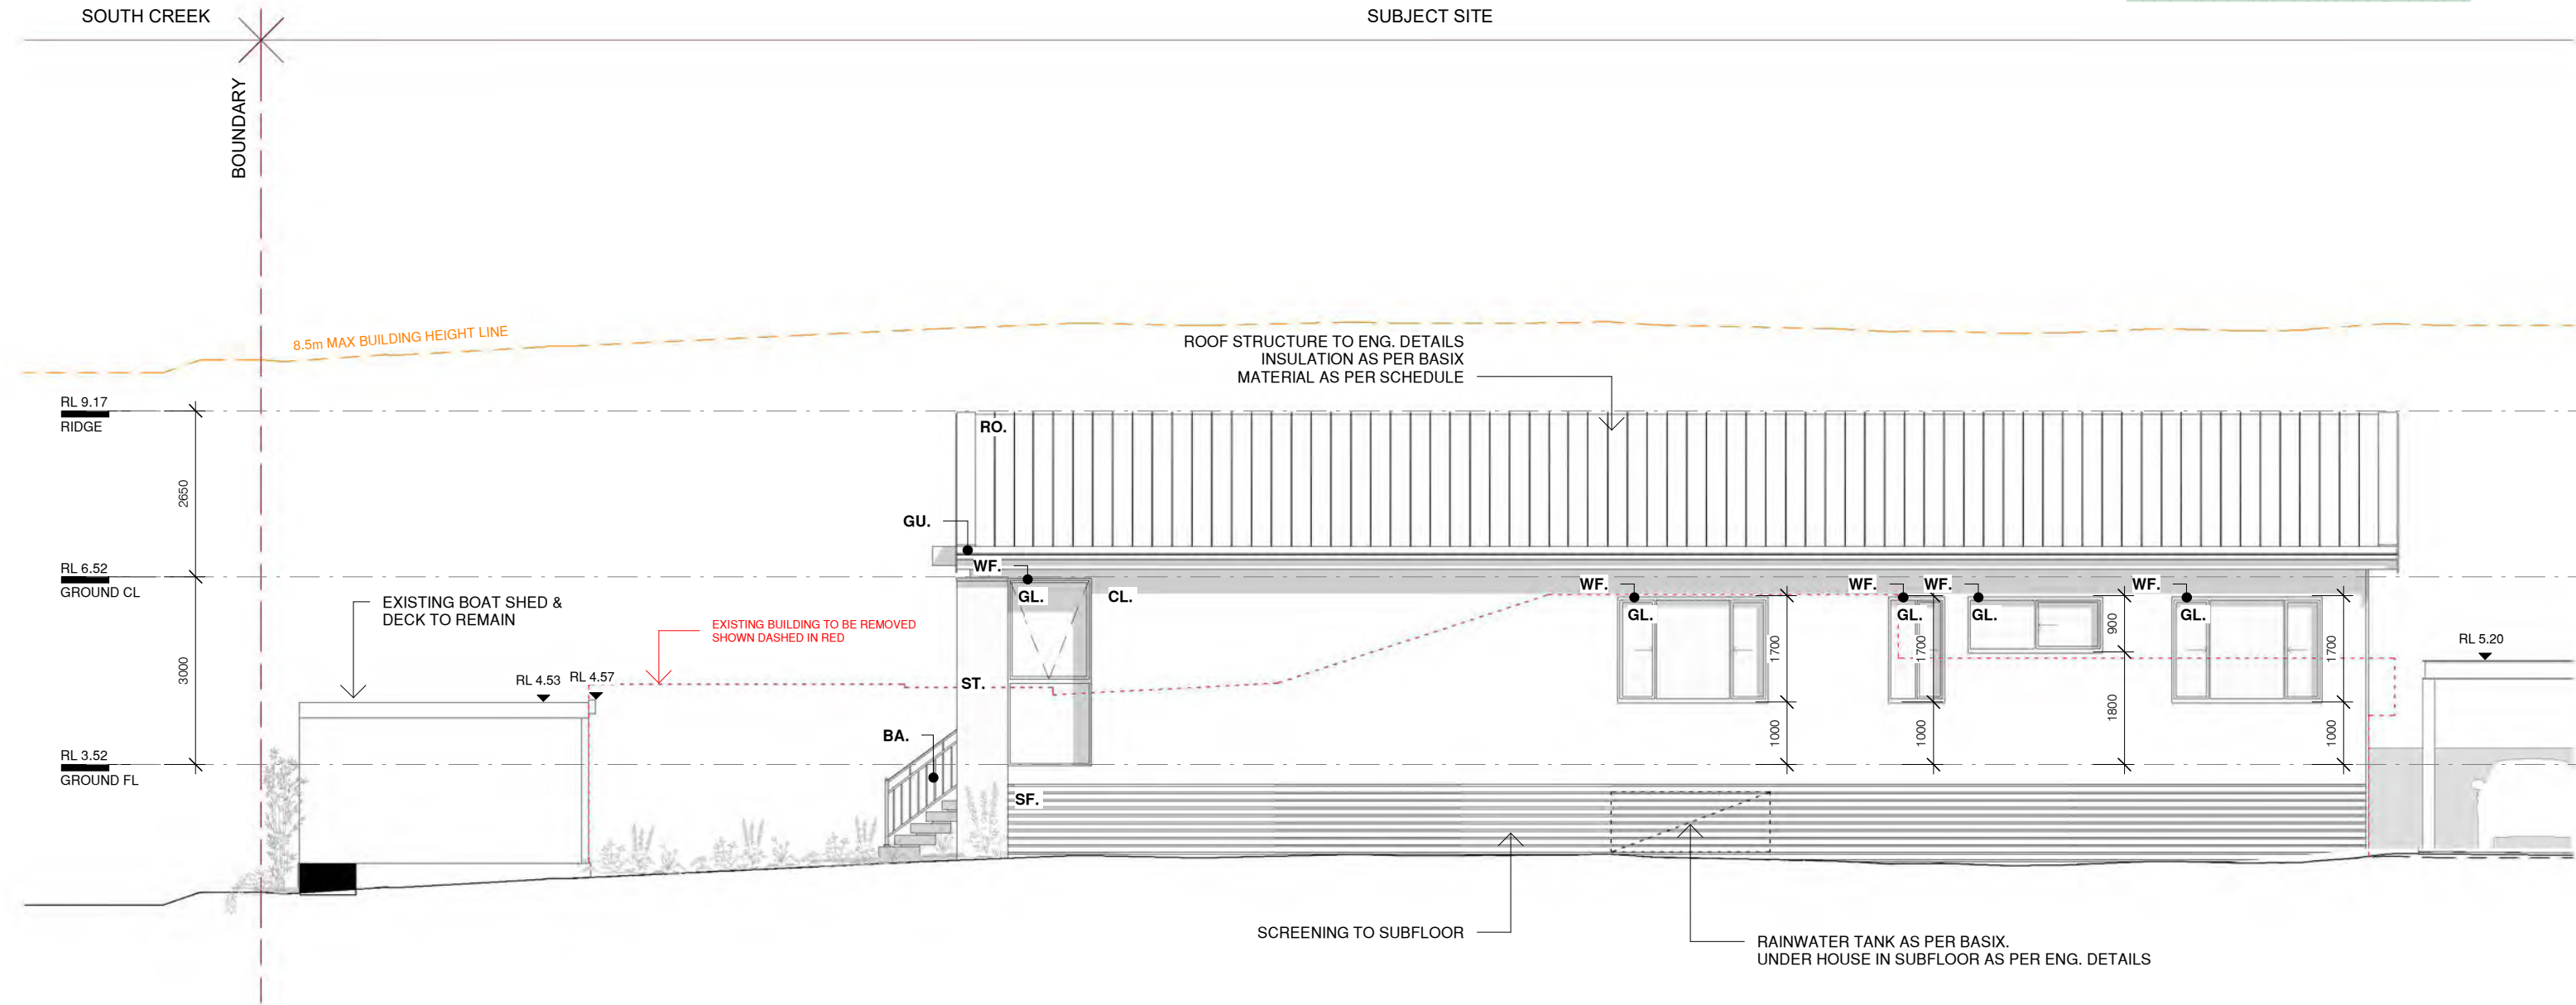 SOUTH CREEK
SUBJECT SITE
BOUNDARY
8.5m MAX BUILDING HEIGHT LINE
ROOF STRUCTURE TO ENG. DETAILS
INSULATION AS PER BASIX
MATERIAL AS PER SCHEDULE
RL 9.17
RIDGE
RO.
2650
GU.
RL 6.52
GROUND CL
WF.
GL.
CL.
WF.
GL.
WF.
GL.
WF.
GL.
WF.
GL.
EXISTING BOAT SHED &
DECK TO REMAIN
EXISTING BUILDING TO BE REMOVED
SHOWN DASHED IN RED
3000
1700
1700
900
1700
RL 5.20
RL 4.53
RL 4.57
ST.
BA.
1000
1000
1800
1000
RL 3.52
GROUND FL
SF.
SCREENING TO SUBFLOOR
RAINWATER TANK AS PER BASIX.
UNDER HOUSE IN SUBFLOOR AS PER ENG. DETAILS